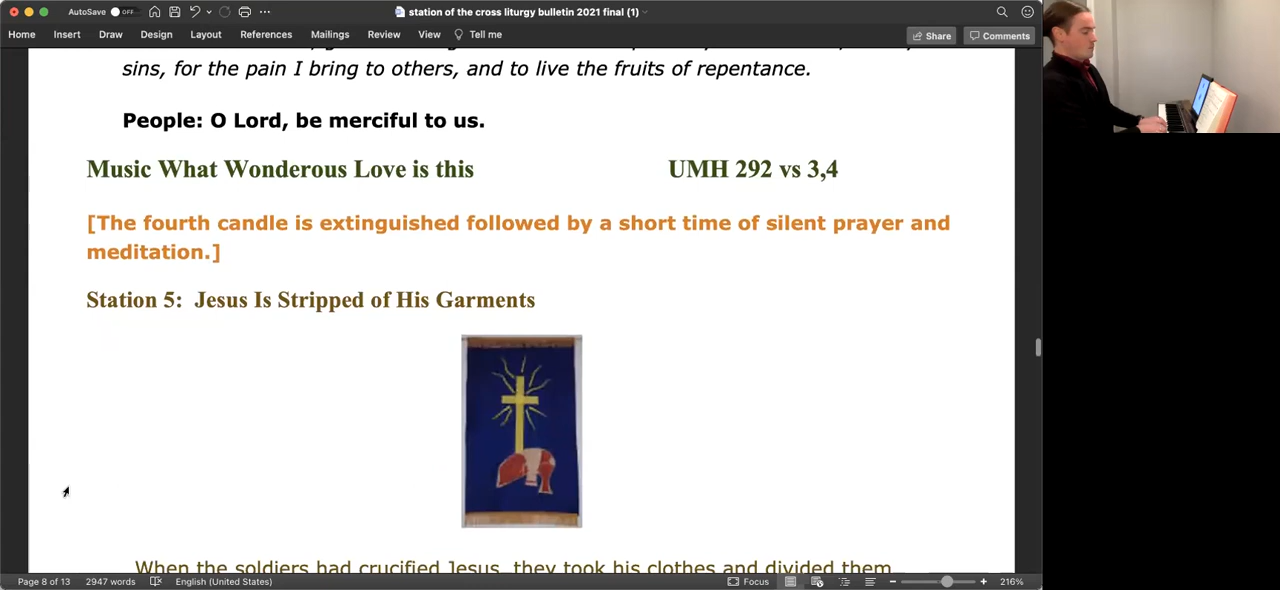 AutoSave OFF
station of the cross liturgy bulletin 2021 final (1)
Home Insert Draw Design Layout References Mailings Review View Tell me
Share Comments
sins, for the pain I bring to others, and to live the fruits of repentance.
People: O Lord, be merciful to us.
Music What Wonderous Love is this UMH 292 vs 3,4
[The fourth candle is extinguished followed by a short time of silent prayer and
meditation.]
Station 5: Jesus Is Stripped of His Garments
When the soldiers had crucified Jesus, they took his clothes and divided them
Page 8 of 13 2947 words English (United States) Focus 216%